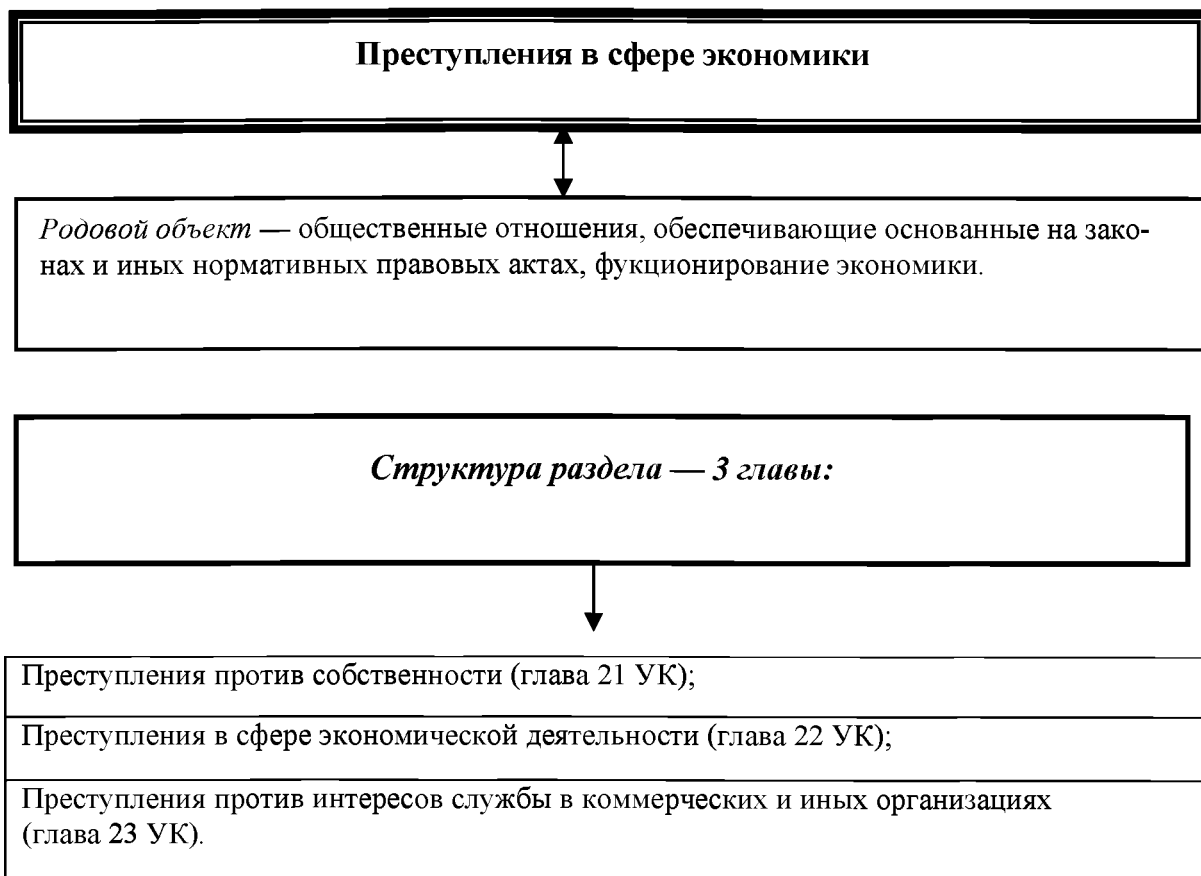 Преступления в сфере экономики
Родовой объект — общественные отношения, обеспечивающие основанные на зако-
нах и иных нормативных правовых актах, фукционирование экономики.
Структура раздела — 3 главы:
Преступления против собственности (глава 21 УК);
Преступления в сфере экономической деятельности (глава 22 УК);
Преступления против интересов службы в коммерческих и иных организациях
(глава 23 УК).